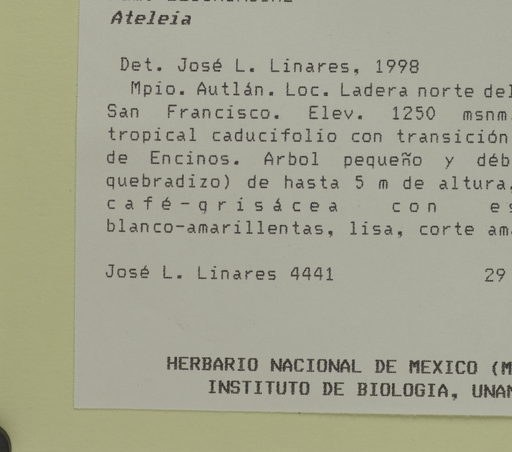 Ateleia
Det. José L. Linares, 1998
Mpio. Autlán. Loc. Ladera norte del
San Francisco. Elev. 1250 msnm.
tropical caducifolio con transición
de Encinos. Arbol pequeño y déb
quebradizo) de hasta 5 m de altura,
café-grisácea con es
blanco-amarillentas, lisa, corte ama
José L. Linares 4441 29
HERBARIO NACIONAL DE MEXICO (M
INSTITUTO DE BIOLOGIA, UNAM